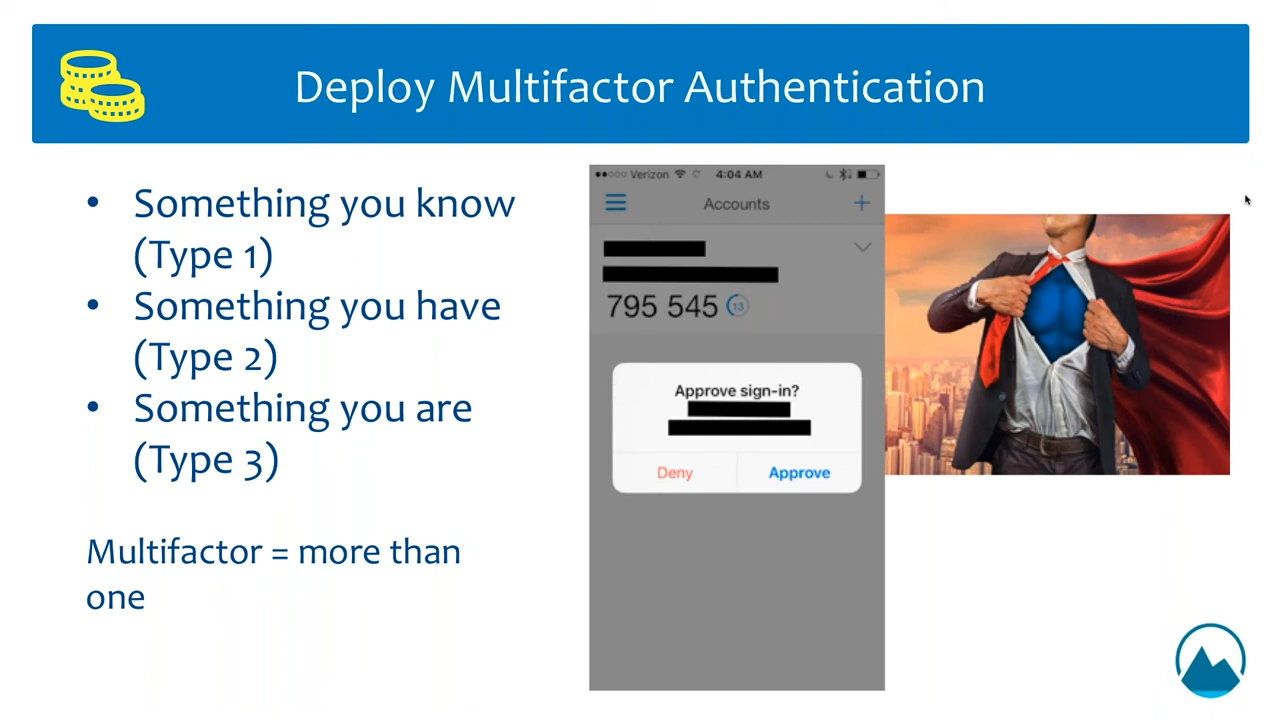 Deploy Multifactor Authentication
• Something you know
(Type 1)
• Something you have
(Type 2)
• Something you are
(Type 3)
Multifactor = more than
one
Verizon 4:04 AM
Accounts
795 545 13
Approve sign-in?
Deny Approve